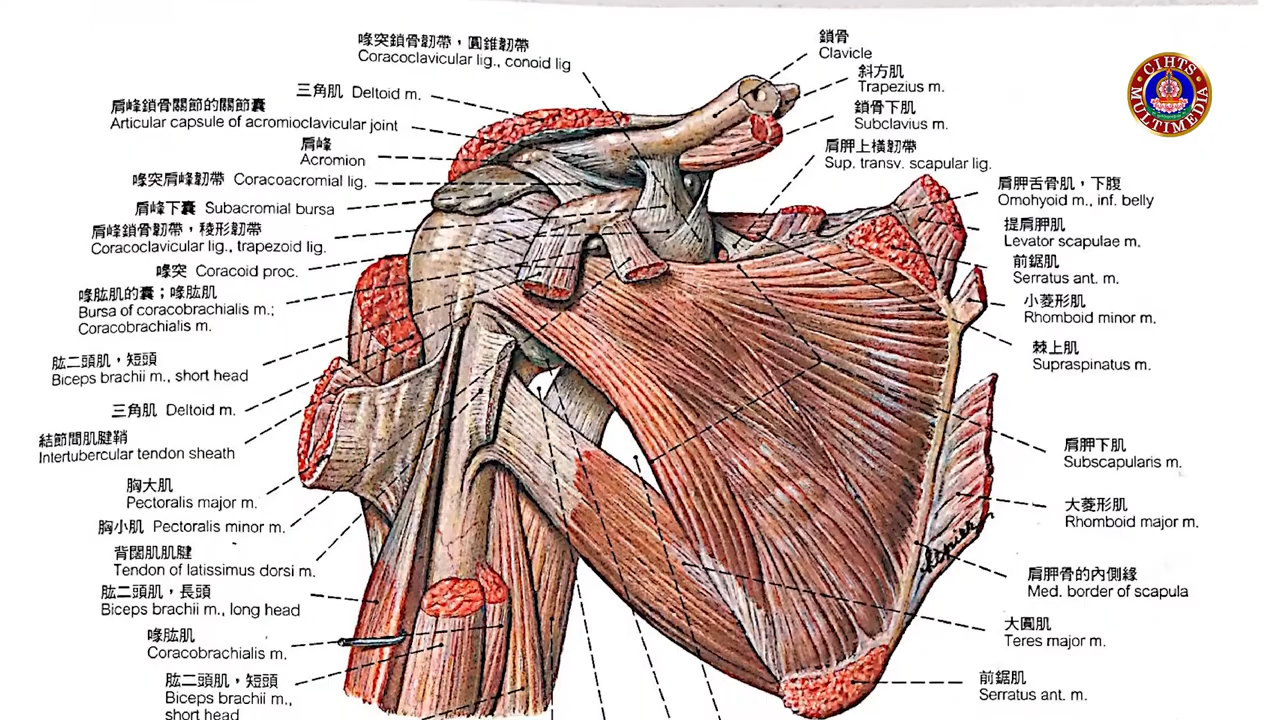 喙突鎖骨韌帶，圓錐韌帶
Coracoclavicular lig., conoid lig
三角肌 Deltoid m.
肩峰鎖骨關節的關節囊
Articular capsule of acromioclavicular joint
肩峰
Acromion
喙突肩峰韌帶 Coracoacromial lig.
肩峰下囊 Subacromial bursa
肩峰鎖骨韌帶，稜形韌帶
Coracoclavicular lig., trapezoid lig.
喙突 Coracoid proc.
喙肱肌的囊；喙肱肌
Bursa of coracobrachialis m.;
Coracobrachialis m.
肱二頭肌，短頭
Biceps brachii m., short head
三角肌 Deltoid m.
結節間肌腱鞘
Intertubercular tendon sheath
胸大肌
Pectoralis major m.
胸小肌 Pectoralis minor m.
背闊肌肌腱
Tendon of latissimus dorsi m.
肱二頭肌，長頭
Biceps brachii m., long head
喙肱肌
Coracobrachialis m.
肱二頭肌，短頭
Biceps brachii m.,
short head
鎖骨
Clavicle
斜方肌
Trapezius m.
鎖骨下肌
Subclavius m.
肩胛上橫韌帶
Sup. transv. scapular lig.
肩胛舌骨肌，下腹
Omohyoid m., inf. belly
提肩胛肌
Levator scapulae m.
前鋸肌
Serratus ant. m.
小菱形肌
Rhomboid minor m.
棘上肌
Supraspinatus m.
肩胛下肌
Subscapularis m.
大菱形肌
Rhomboid major m.
肩胛骨的內側緣
Med. border of scapula
大圓肌
Teres major m.
前鋸肌
Serratus ant. m.
CIHTS
MULTIMEDIA